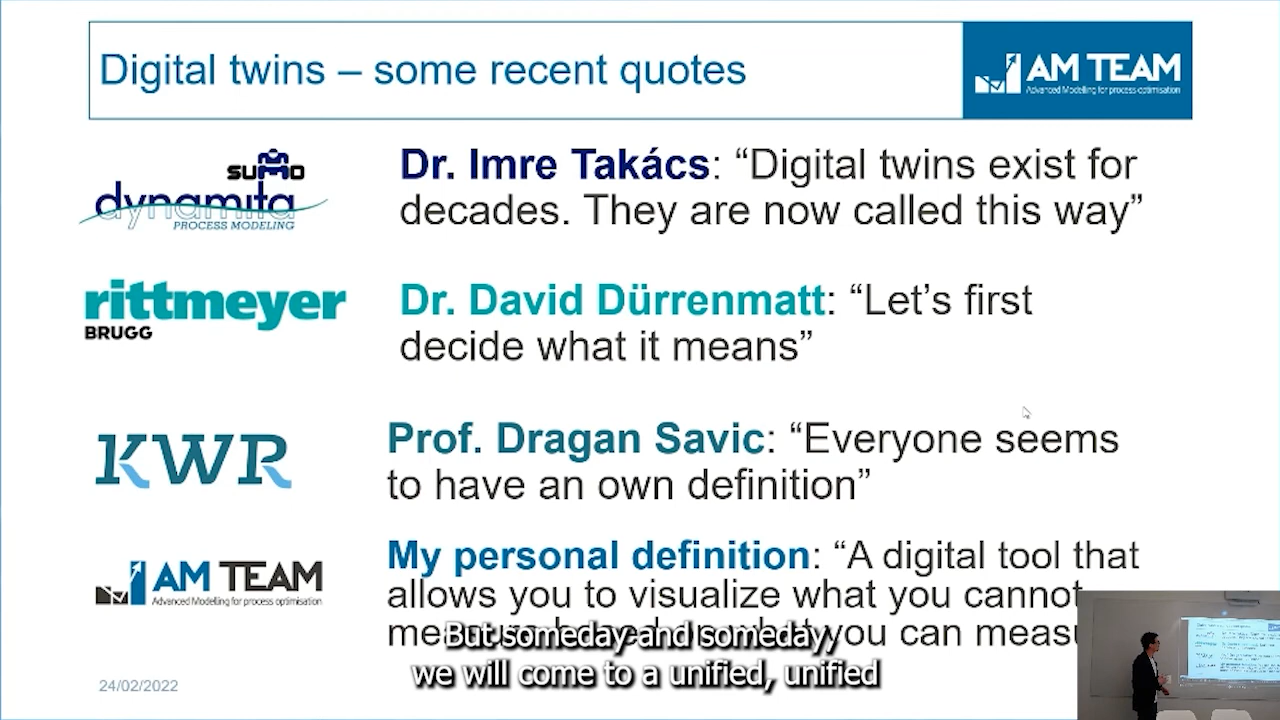 Digital twins – some recent quotes
AM TEAM
Advanced Modelling for process optimisation
SUMO
dynamita
PROCESS MODELING
Dr. Imre Takács: “Digital twins exist for
decades. They are now called this way”
rittmeyer
BRUGG
Dr. David Dürrenmatt: “Let’s first
decide what it means”
KWR
Prof. Dragan Savic: “Everyone seems
to have an own definition”
AM TEAM
Advanced Modelling for process optimisation
My personal definition: “A digital tool that
allows you to visualize what you cannot
you can
But someday and someday,
we will come to a unified, unified
24/02/2022